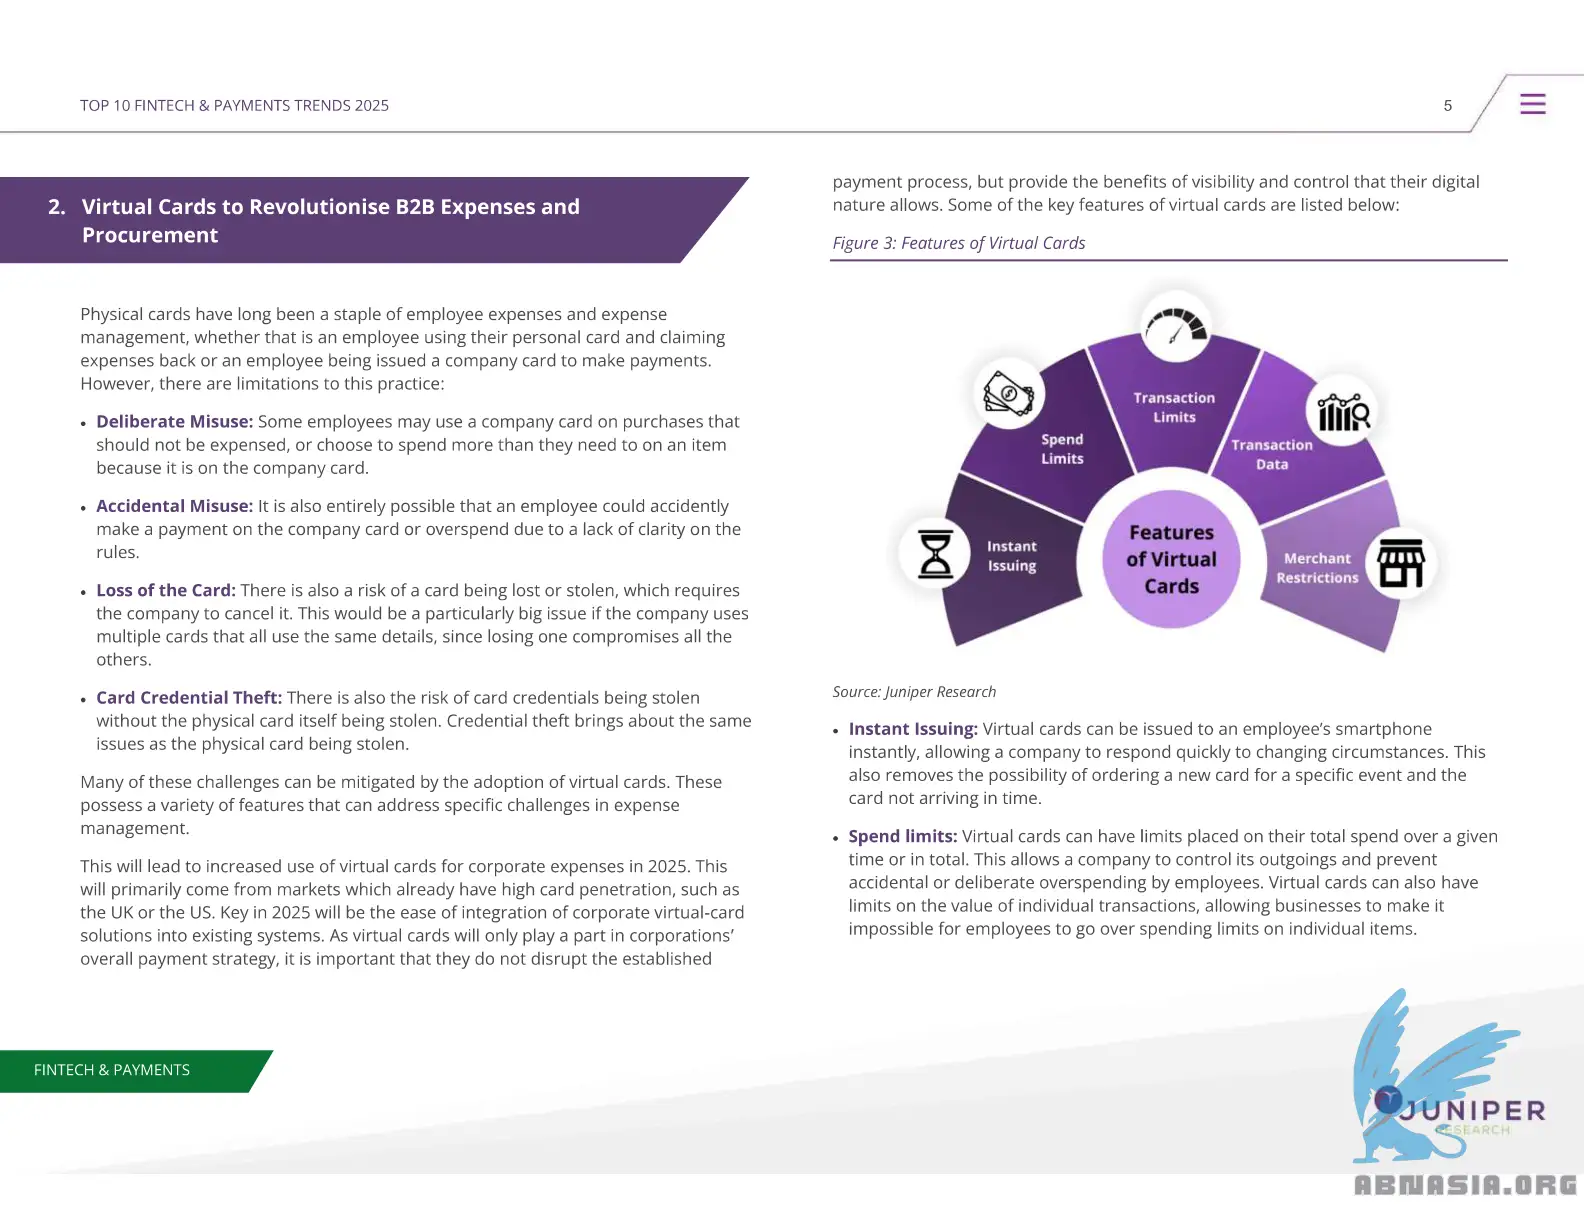 TOP 10 FINTECH & PAYMENTS TRENDS 2025
5
2. Virtual Cards to Revolutionise B2B Expenses and
Procurement
Physical cards have long been a staple of employee expenses and expense
management, whether that is an employee using their personal card and claiming
expenses back or an employee being issued a company card to make payments.
However, there are limitations to this practice:
• Deliberate Misuse: Some employees may use a company card on purchases that
should not be expensed, or choose to spend more than they need to on an item
because it is on the company card.
• Accidental Misuse: It is also entirely possible that an employee could accidently
make a payment on the company card or overspend due to a lack of clarity on the
rules.
• Loss of the Card: There is also a risk of a card being lost or stolen, which requires
the company to cancel it. This would be a particularly big issue if the company uses
multiple cards that all use the same details, since losing one compromises all the
others.
• Card Credential Theft: There is also the risk of card credentials being stolen
without the physical card itself being stolen. Credential theft brings about the same
issues as the physical card being stolen.
Many of these challenges can be mitigated by the adoption of virtual cards. These
possess a variety of features that can address specific challenges in expense
management.
This will lead to increased use of virtual cards for corporate expenses in 2025. This
will primarily come from markets which already have high card penetration, such as
the UK or the US. Key in 2025 will be the ease of integration of corporate virtual-card
solutions into existing systems. As virtual cards will only play a part in corporations’
overall payment strategy, it is important that they do not disrupt the established
payment process, but provide the benefits of visibility and control that their digital
nature allows. Some of the key features of virtual cards are listed below:
Figure 3: Features of Virtual Cards
Instant
Issuing
Spend
Limits
Transaction
Limits
Transaction
Data
Merchant
Restrictions
Features
of Virtual
Cards
Source: Juniper Research
• Instant Issuing: Virtual cards can be issued to an employee’s smartphone
instantly, allowing a company to respond quickly to changing circumstances. This
also removes the possibility of ordering a new card for a specific event and the
card not arriving in time.
• Spend limits: Virtual cards can have limits placed on their total spend over a given
time or in total. This allows a company to control its outgoings and prevent
accidental or deliberate overspending by employees. Virtual cards can also have
limits on the value of individual transactions, allowing businesses to make it
impossible for employees to go over spending limits on individual items.
FINTECH & PAYMENTS
JUNIPER
RESEARCH
ABNASIA.ORG